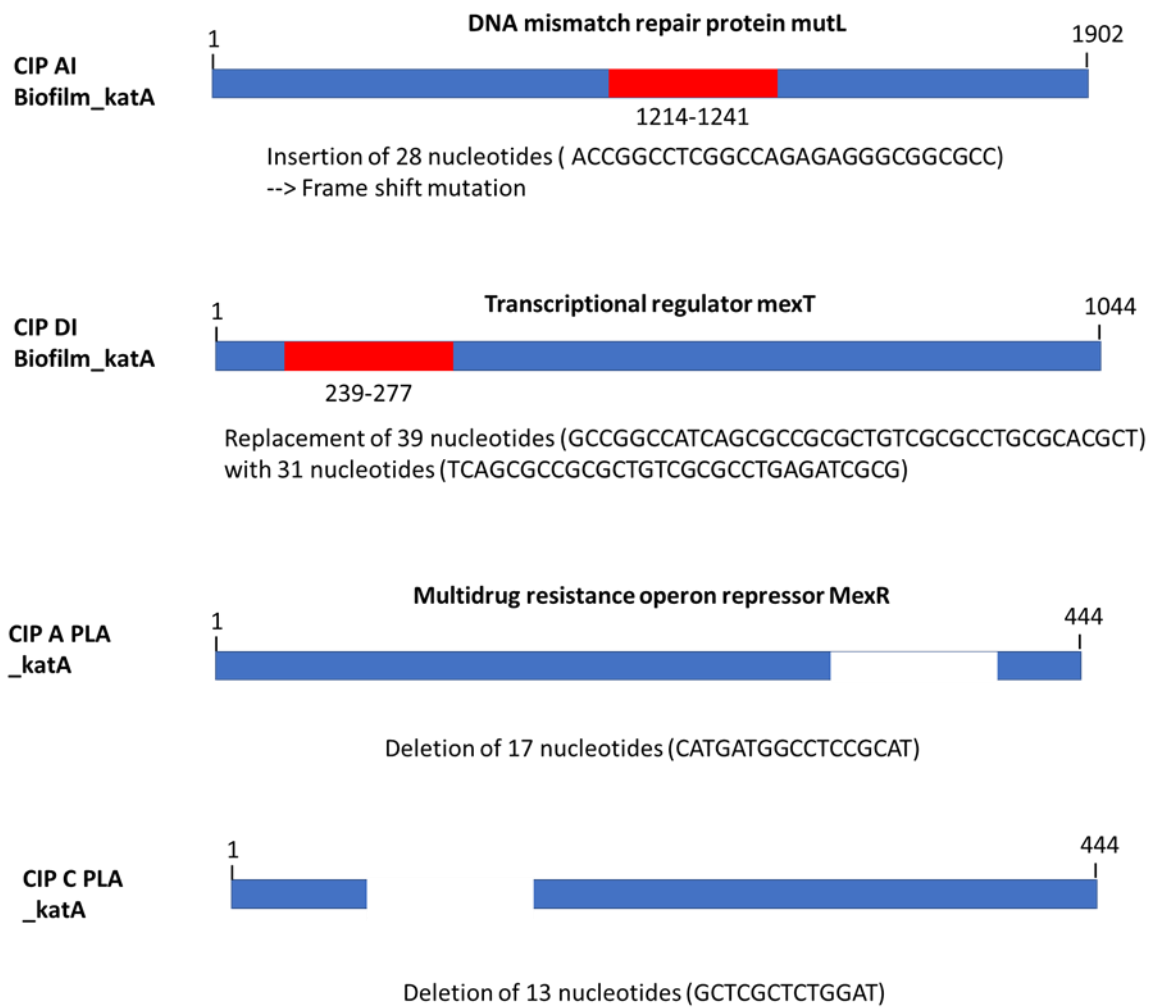 DNA mismatch repair protein mutL
1
1902
CIP AI
Biofilm_katA
1214-1241
Insertion of 28 nucleotides ( ACCGGCCTCGGCCAGAGAGGGCGGCGCC)
--> Frame shift mutation
Transcriptional regulator mexT
1
1044
CIP DI
Biofilm_katA
239-277
Replacement of 39 nucleotides (GCCGGCCATCAGCGCCGCGCTGTCGCGCCTGCGCACGCT)
with 31 nucleotides (TCAGCGCCGCGCTGTCGCGCCTGAGATCGCG)
Multidrug resistance operon repressor MexR
1
444
CIP A PLA
_katA
Deletion of 17 nucleotides (CATGATGGCCTCCGCAT)
1
444
CIP C PLA
_katA
Deletion of 13 nucleotides (GCTCGCTCTGGAT)